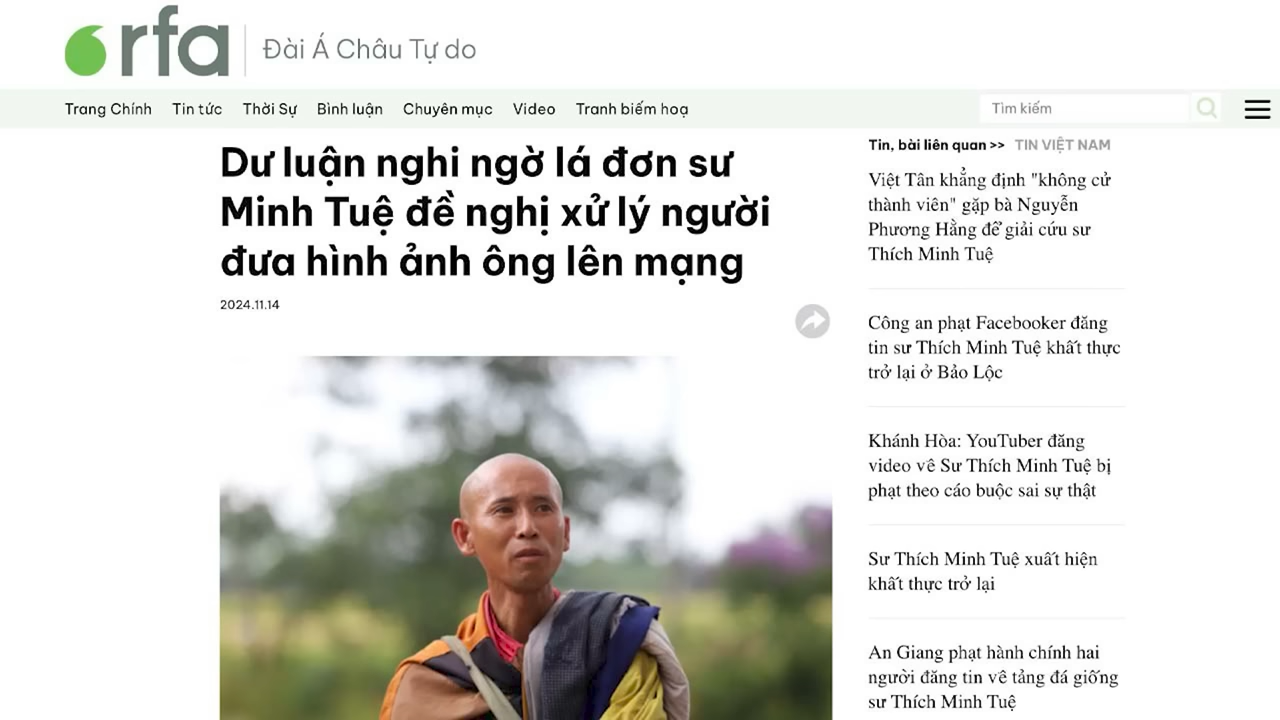 rfa Đài Á Châu Tự do
Trang Chính Tin tức Thời Sự Bình luận Chuyên mục Video Tranh biếm hoạ Tìm kiếm
Dư luận nghi ngờ lá đơn sư
Minh Tuệ đề nghị xử lý người
đưa hình ảnh ông lên mạng
2024.11.14
Tin, bài liên quan >> TIN VIỆT NAM
Việt Tân khẳng định "không cử
thành viên" gặp bà Nguyễn
Phương Hằng để giải cứu sư
Thích Minh Tuệ
Công an phạt Facebooker đăng
tin sư Thích Minh Tuệ khất thực
trở lại ở Bảo Lộc
Khánh Hòa: YouTuber đăng
video về Sư Thích Minh Tuệ bị
phạt theo cáo buộc sai sự thật
Sư Thích Minh Tuệ xuất hiện
khất thực trở lại
An Giang phạt hành chính hai
người đăng tin về tảng đá giống
sư Thích Minh Tuệ